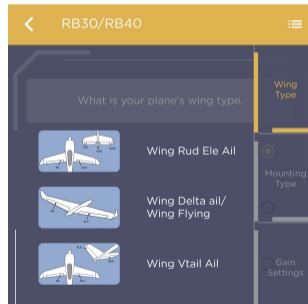 RB30/RB40
What is your plane's wing type.
Wing Rud Ele Ail
Wing Delta ail/
Wing Flying
Wing Vtail Ail
Wing
Type
Mounting
Type
Gain
Settings